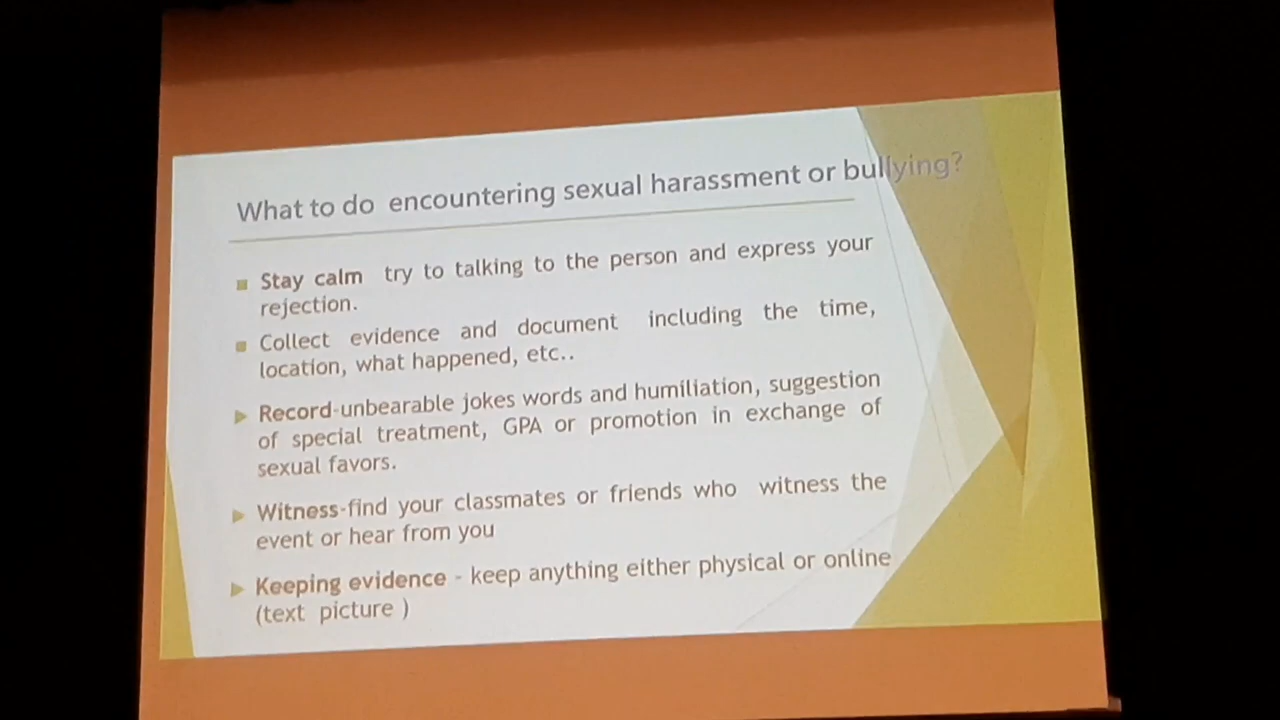 What to do encountering sexual harassment or bullying?
Stay calm try to talking to the person and express your
rejection.
Collect evidence and document including the time,
location, what happened, etc..
Record-unbearable jokes words and humiliation, suggestion
of special treatment, GPA or promotion in exchange of
sexual favors.
Witness-find your classmates or friends who witness the
event or hear from you
Keeping evidence - keep anything either physical or online
(text picture )